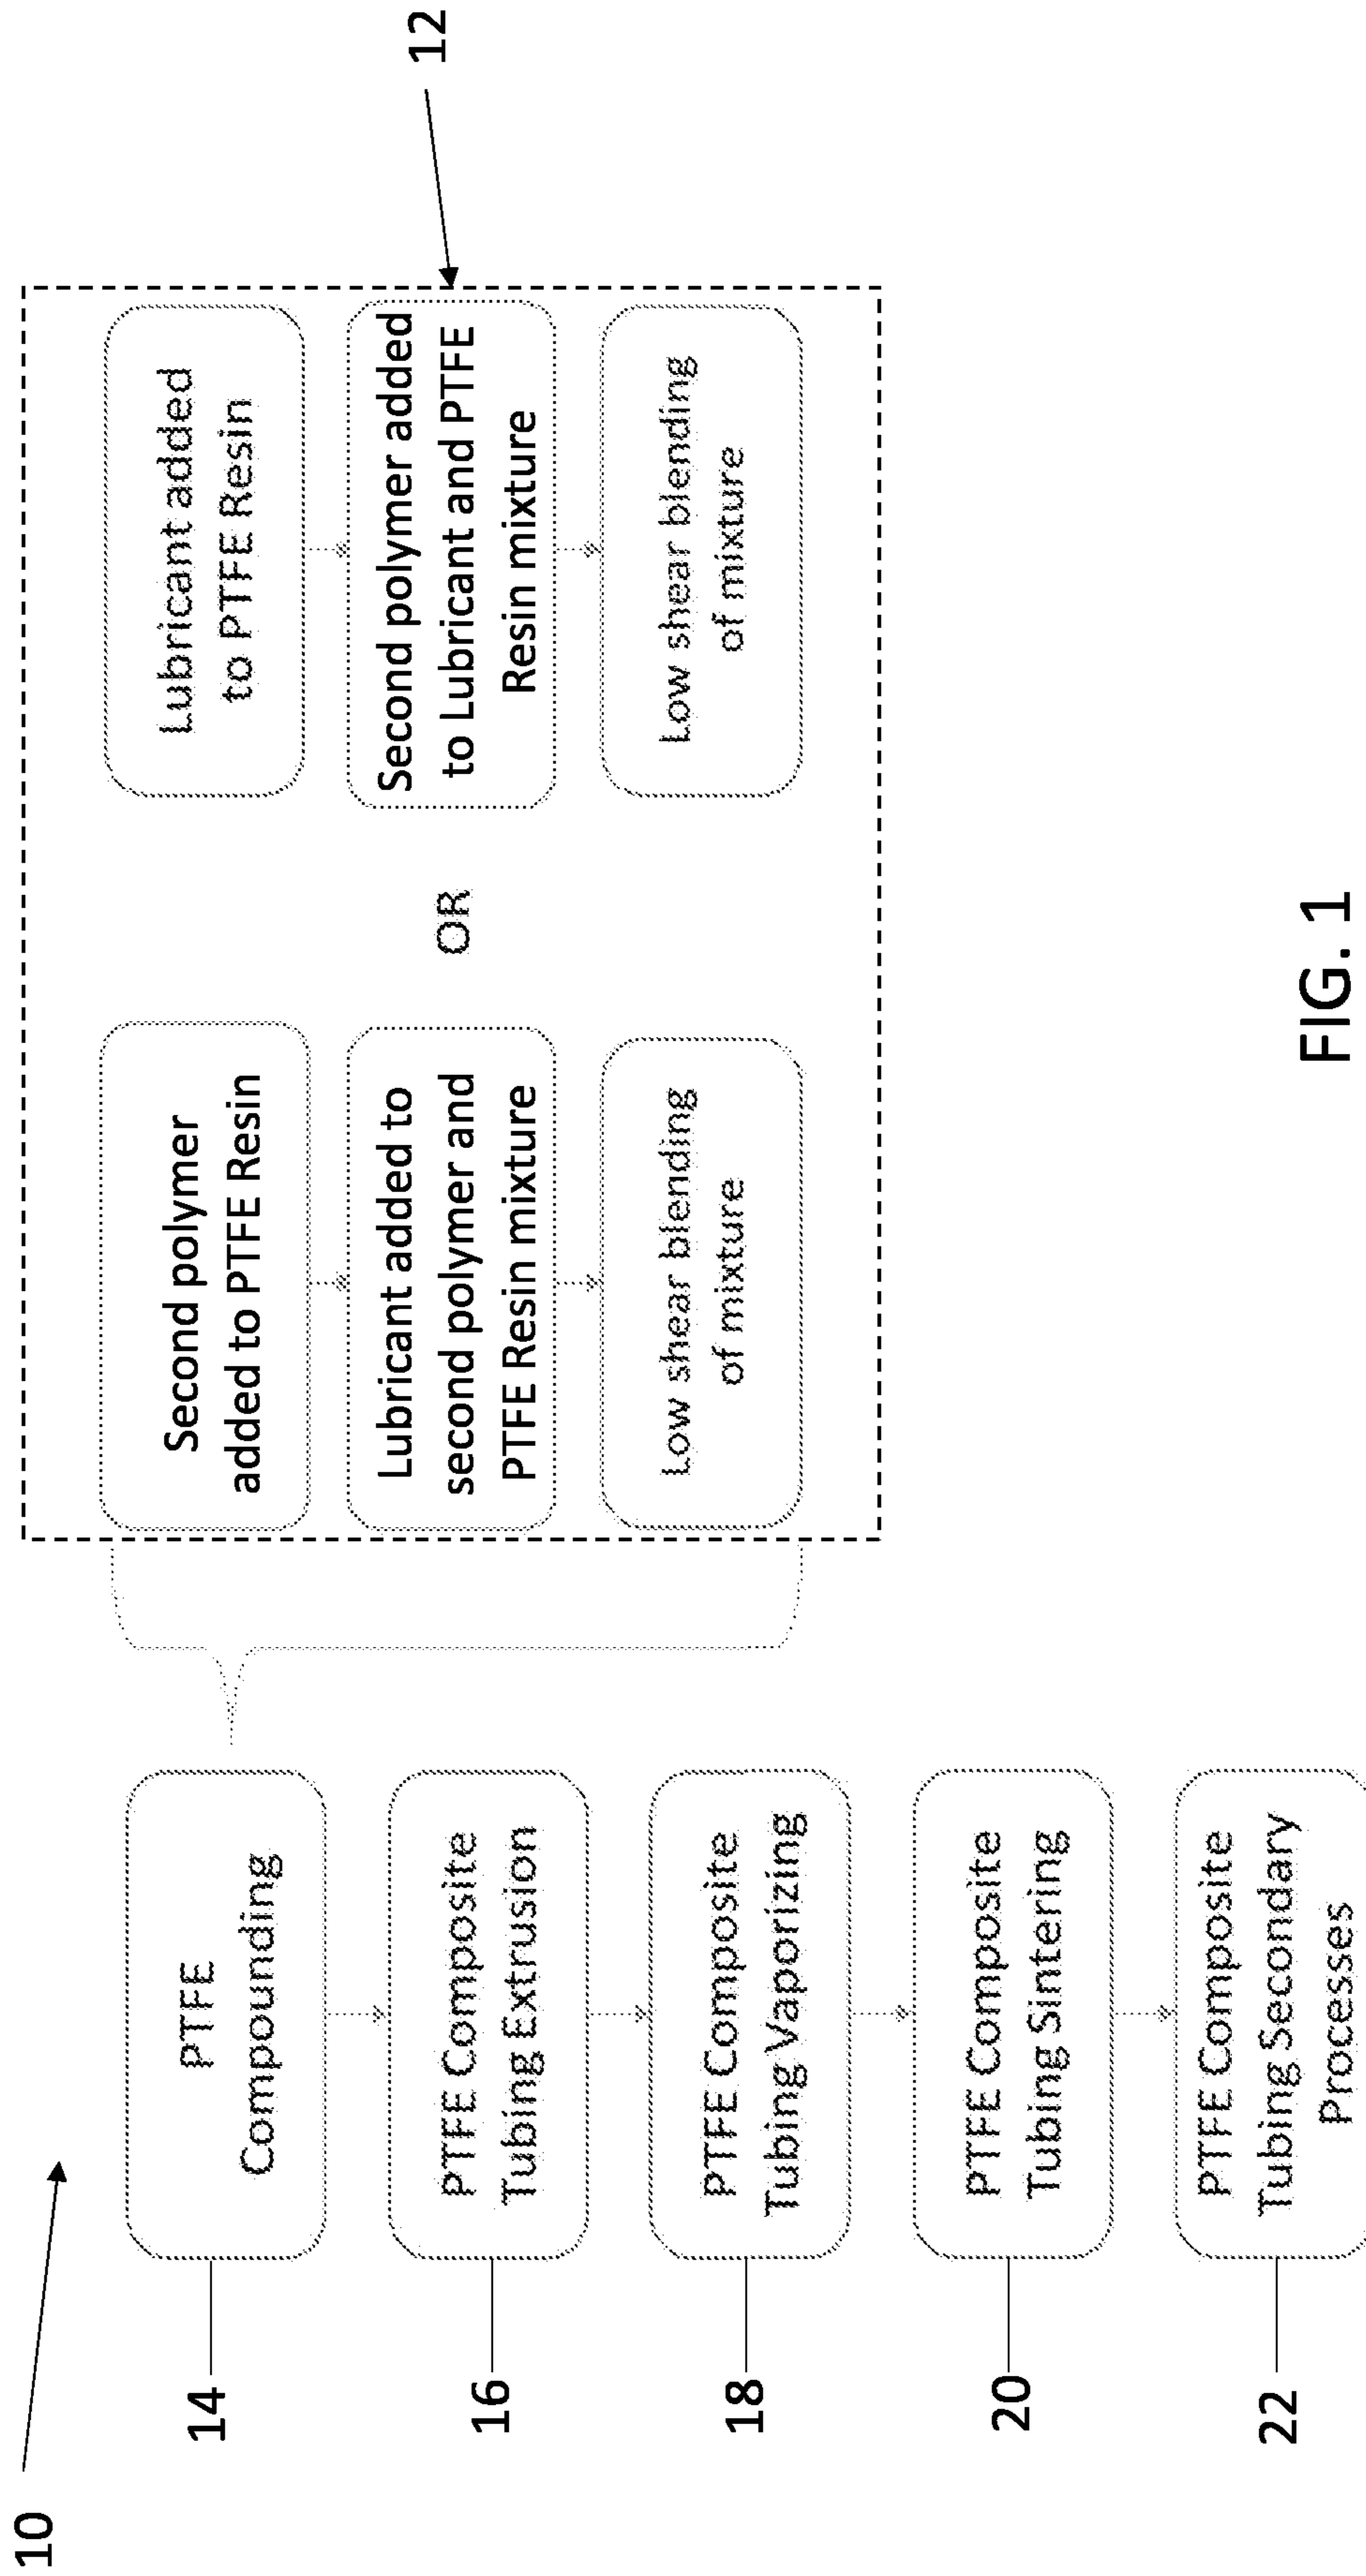 10
14
PTFE
Compounding
16
PTFE Composite
Tubing Extrusion
18
PTFE Composite
Tubing Vaporizing
20
PTFE Composite
Tubing Sintering
22
PTFE Composite
Tubing Secondary
Processes
Second polymer
added to PTFE Resin
Lubricant added to
second polymer and
PTFE Resin mixture
Low shear blending
of mixture
OR
Lubricant added
to PTFE Resin
Second polymer added
to Lubricant and PTFE
Resin mixture
Low shear blending
of mixture
12
FIG. 1